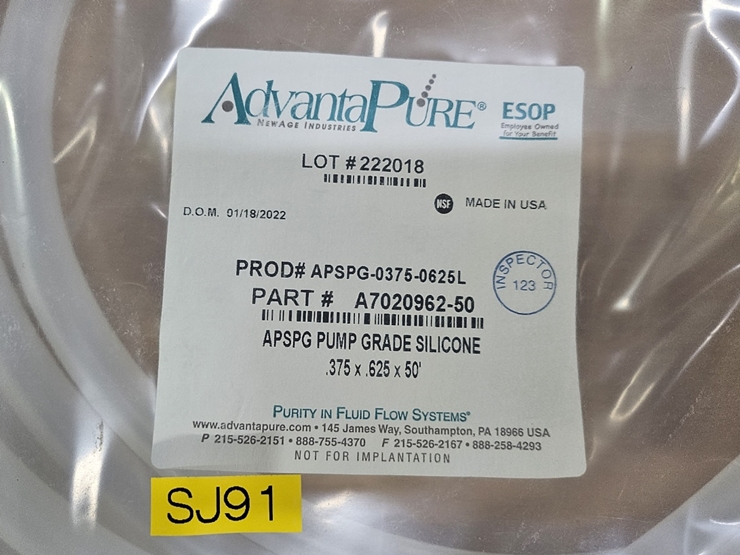 AdvantaPure®
NewAge Industries
ESOP
Employee Owned
for Your Benefit
LOT # 222018
NSF
MADE IN USA
D.O.M. 01/18/2022
PROD# APSPG-0375-0625L
INSPECTOR
123
PART # A7020962-50
APSPG PUMP GRADE SILICONE
.375 x .625 x 50'
Purity in Fluid Flow Systems®
www.advantapure.com • 145 James Way, Southampton, PA 18966 USA
P 215-526-2151 • 888-755-4370 F 215-526-2167 • 888-258-4293
NOT FOR IMPLANTATION
SJ91